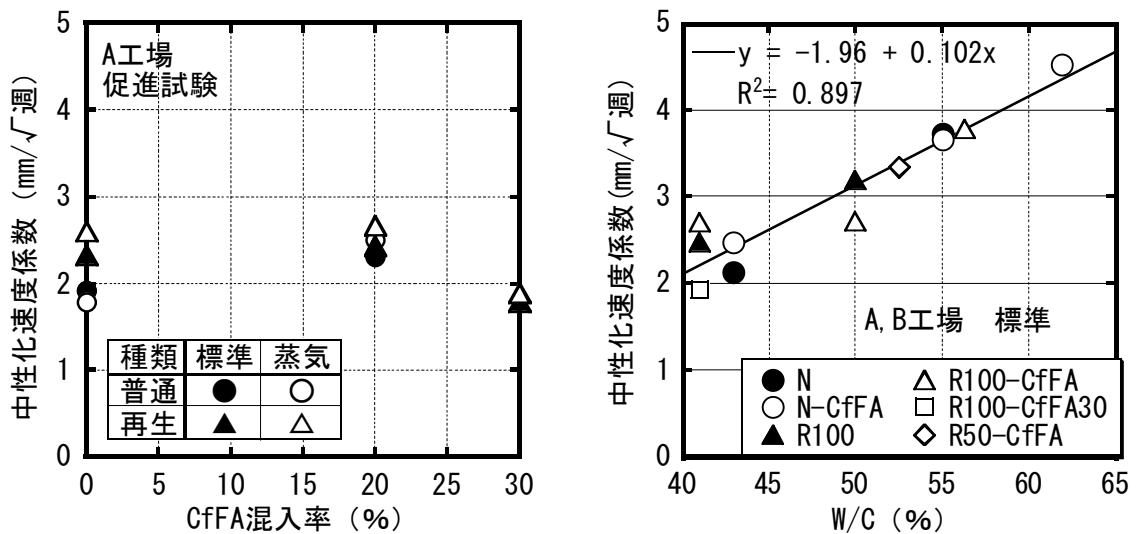 A工場
促進試験
中性化速度係数 (mm/√週)
5
4
3
2
1
0
種類 標準 蒸気
普通
再生
0 5 10 15 20 25 30
CfFA混入率 (%)
y = -1.96 + 0.102x
R²= 0.897
中性化速度係数(mm/√週)
5
4
3
2
1
0
A,B工場 標準
N R100-CfFA
N-CfFA R100-CfFA30
R100 R50-CfFA
40 45 50 55 60 65
W/C (%)